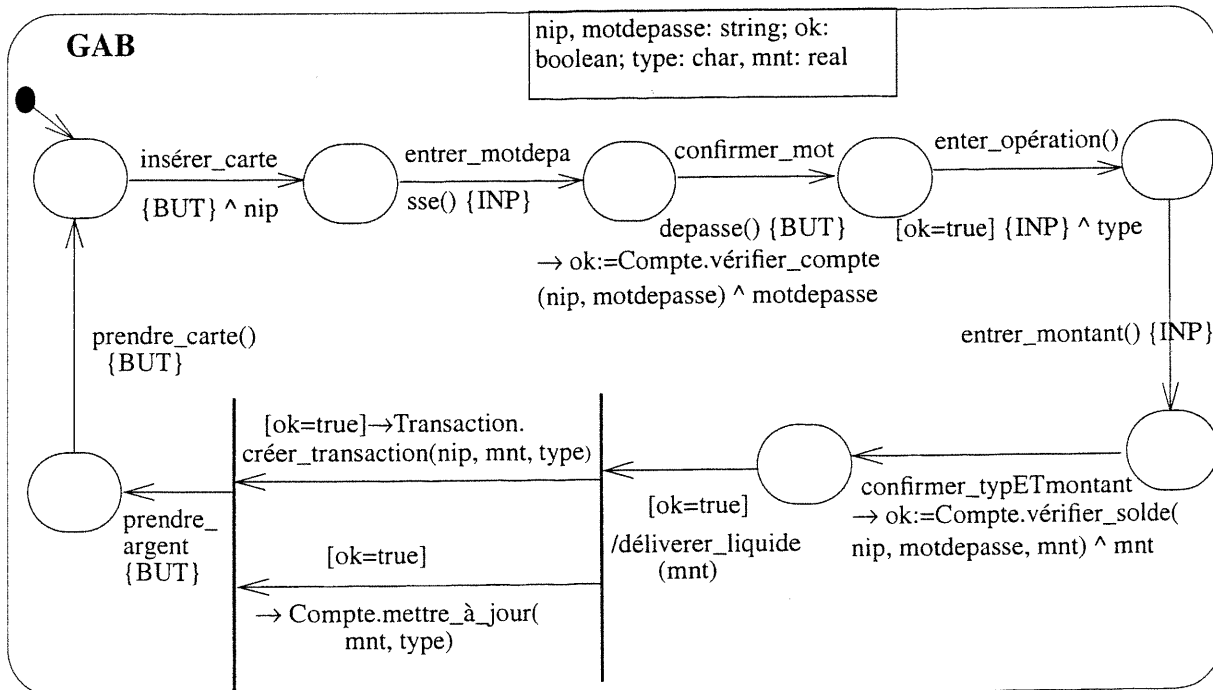 GAB
nip, motdepasse: string; ok:
boolean; type: char, mnt: real
insérer_carte
{BUT} ^ nip
entrer_motdepa
sse() {INP}
confirmer_mot
depasse() {BUT}
→ ok:=Compte.vérifier_compte
(nip, motdepasse) ^ motdepasse
enter_opération()
[ok=true] {INP} ^ type
entrer_montant() {INP}
confirmer_typETmontant
→ ok:=Compte.vérifier_solde(
nip, motdepasse, mnt) ^ mnt
[ok=true]
/déliverer_liquide
(mnt)
[ok=true]→Transaction.
créer_transaction(nip, mnt, type)
[ok=true]
→ Compte.mettre_à_jour(
mnt, type)
prendre_
argent
{BUT}
prendre_carte()
{BUT}